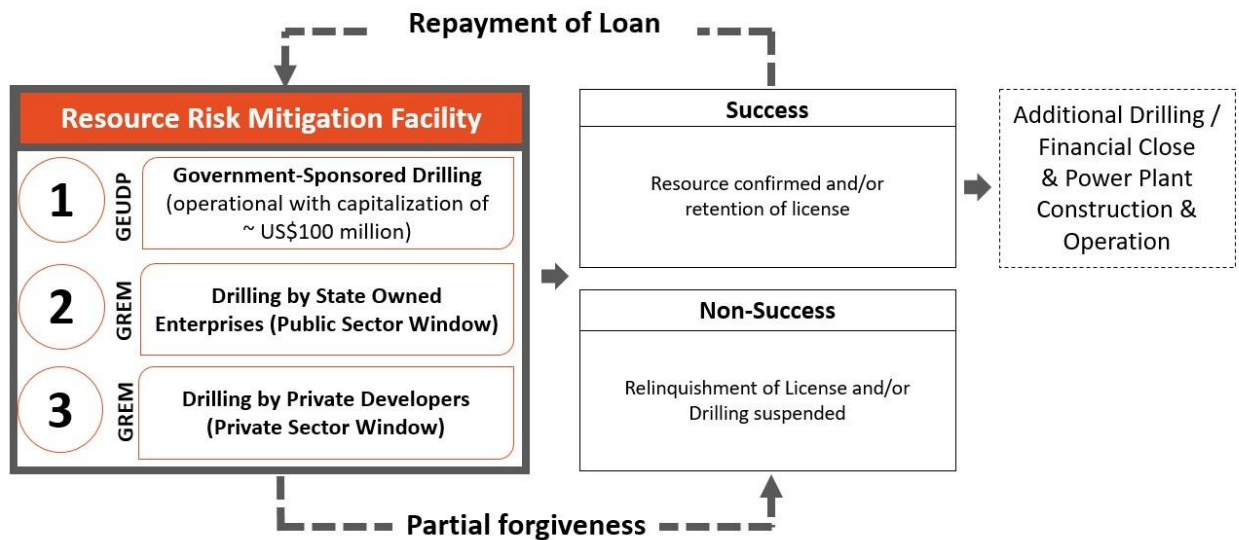 Repayment of Loan
Resource Risk Mitigation Facility
1
GEUDP
Government-Sponsored Drilling
(operational with capitalization of
~ US$100 million)
2
GREM
Drilling by State Owned
Enterprises (Public Sector Window)
3
GREM
Drilling by Private Developers
(Private Sector Window)
Success
Resource confirmed and/or
retention of license
Non-Success
Relinquishment of License and/or
Drilling suspended
Additional Drilling /
Financial Close
& Power Plant
Construction &
Operation
Partial forgiveness